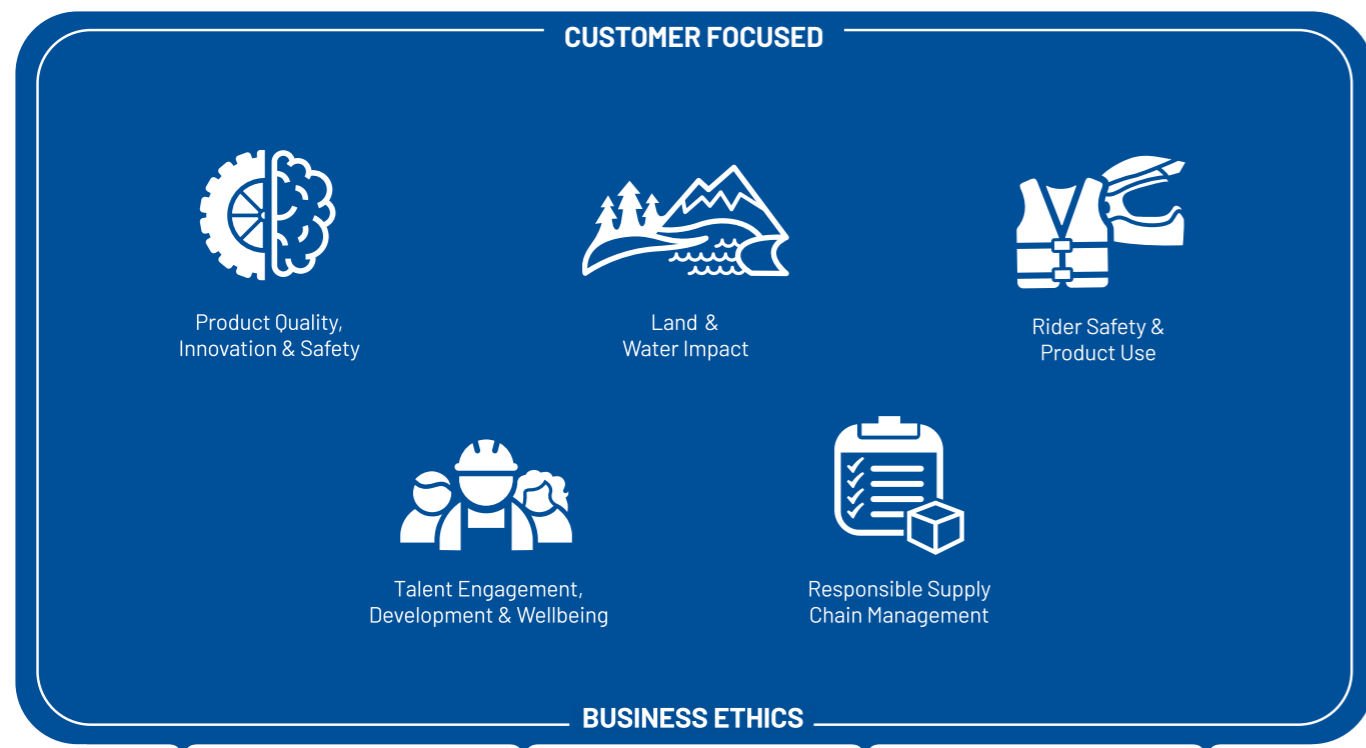 CUSTOMER FOCUSED
Product Quality,
Innovation & Safety
Land &
Water Impact
Rider Safety &
Product Use
Talent Engagement,
Development & Wellbeing
Responsible Supply
Chain Management
BUSINESS ETHICS